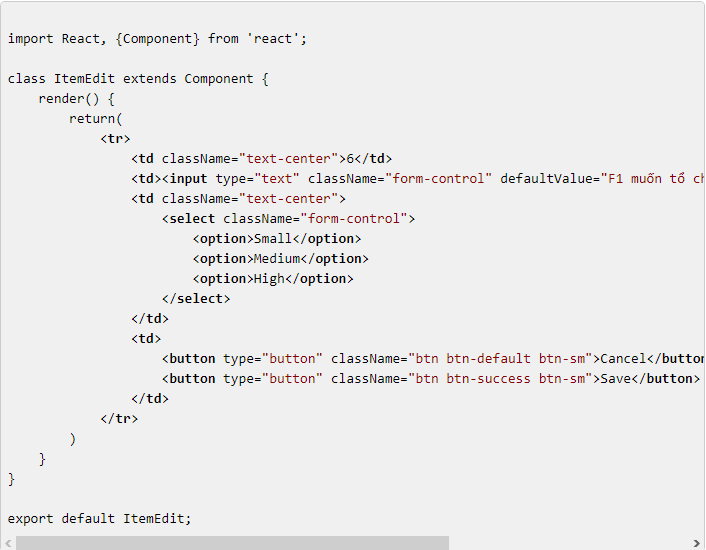 import React, {Component} from 'react';
class ItemEdit extends Component {
render() {
return(
<tr>
<td className="text-center">6</td>
<td><input type="text" className="form-control" defaultValue="F1 muốn tổ ch
<td className="text-center">
<select className="form-control">
<option>Small</option>
<option>Medium</option>
<option>High</option>
</select>
</td>
<td>
<button type="button" className="btn btn-default btn-sm">Cancel</button
<button type="button" className="btn btn-success btn-sm">Save</button>
</td>
</tr>
)
}
}
export default ItemEdit;